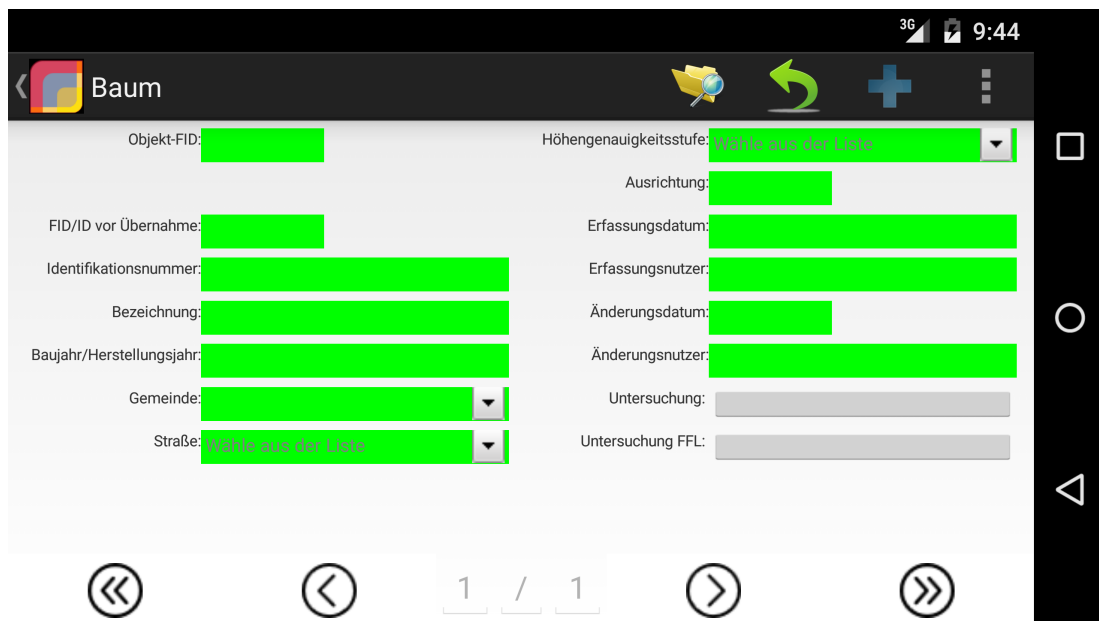 3G 9:44
Baum
Objekt-FID:
FID/ID vor Übernahme:
Identifikationsnummer:
Bezeichnung:
Baujahr/Herstellungsjahr:
Gemeinde:
Straße: Wähle aus der Liste
Höhengenauigkeitsstufe: Wähle aus der Liste
Ausrichtung:
Erfassungsdatum:
Erfassungsnutzer:
Änderungsdatum:
Änderungsnutzer:
Untersuchung:
Untersuchung FFL:
1 / 1